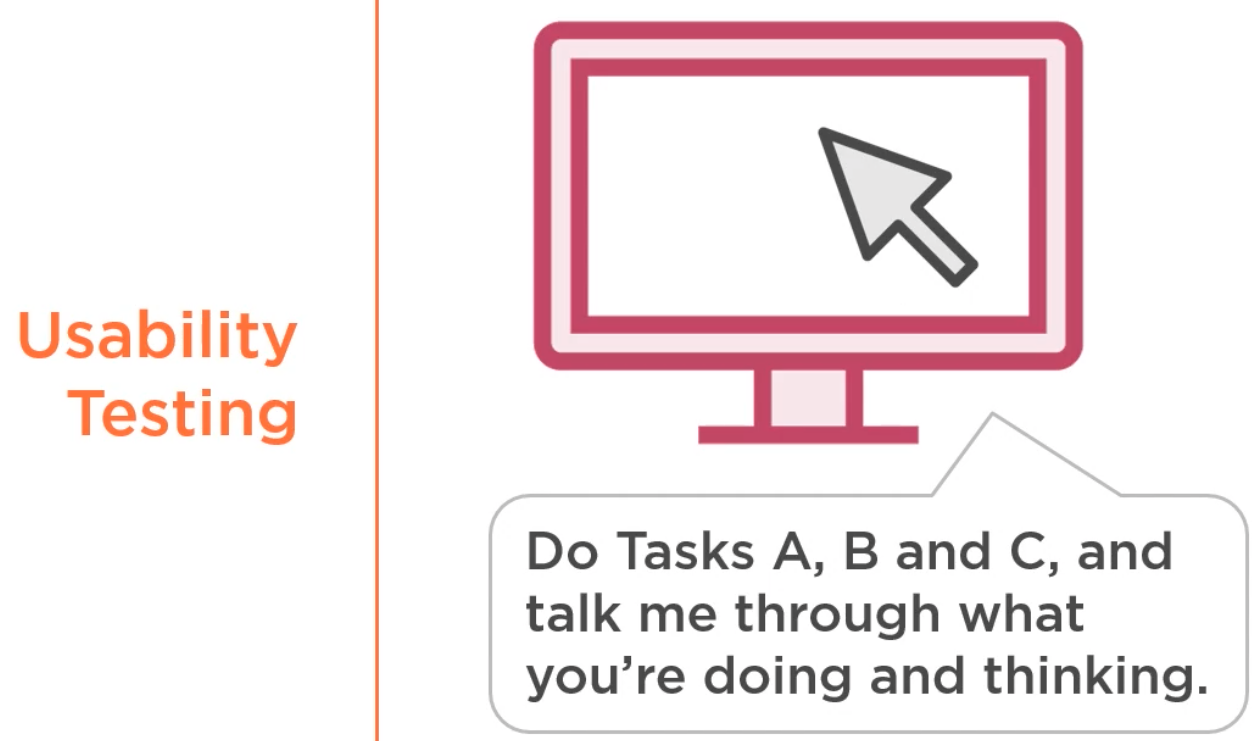 Usability
Testing
Do Tasks A, B and C, and
talk me through what
you’re doing and thinking.